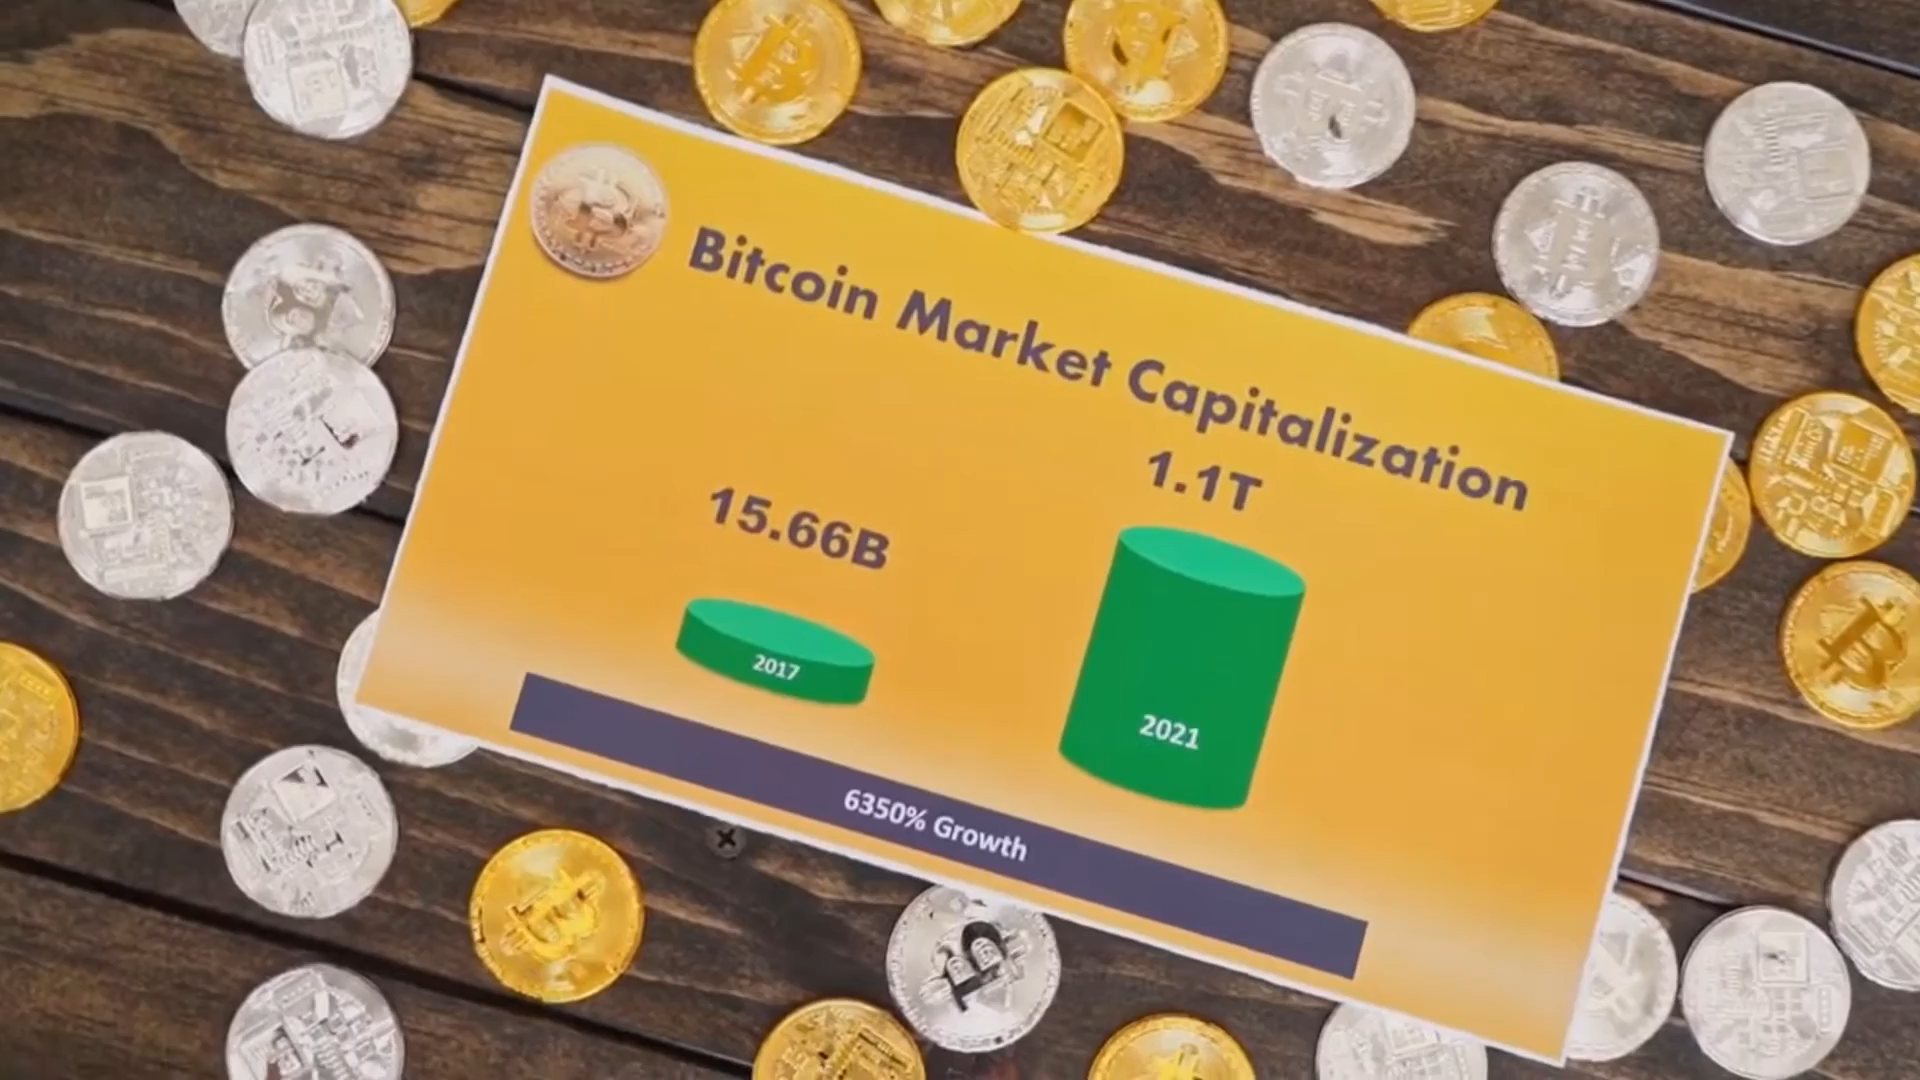 Bitcoin Market Capitalization
15.66B
1.1T
2017
2021
6350% Growth